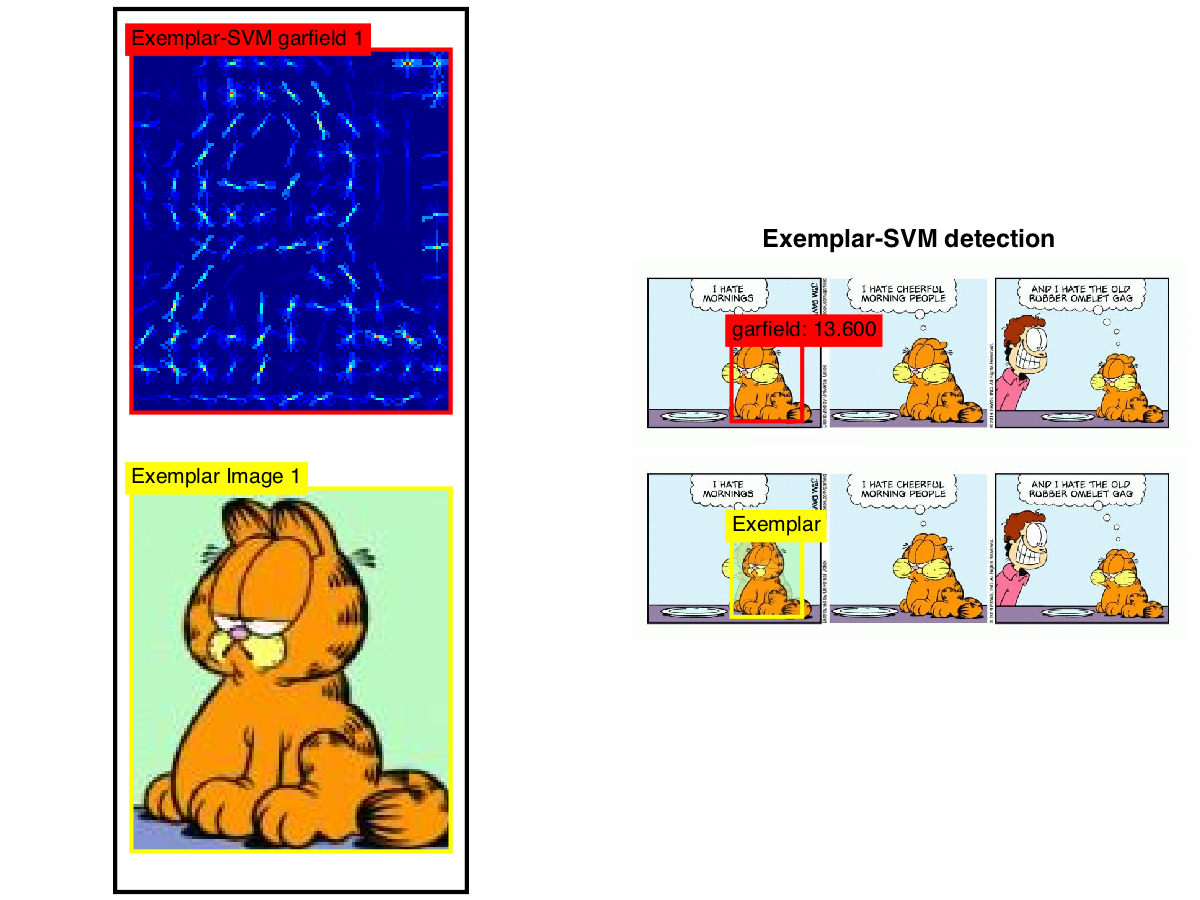 Exemplar-SVM garfield 1
Exemplar Image 1
Exemplar-SVM detection
I HATE
MORNINGS
I HATE CHEERFUL
MORNING PEOPLE
AND I HATE THE OLD
RUBBER OMELET GAG
garfield: 13.600
I HATE
MORNINGS
I HATE CHEERFUL
MORNING PEOPLE
AND I HATE THE OLD
RUBBER OMELET GAG
Exemplar